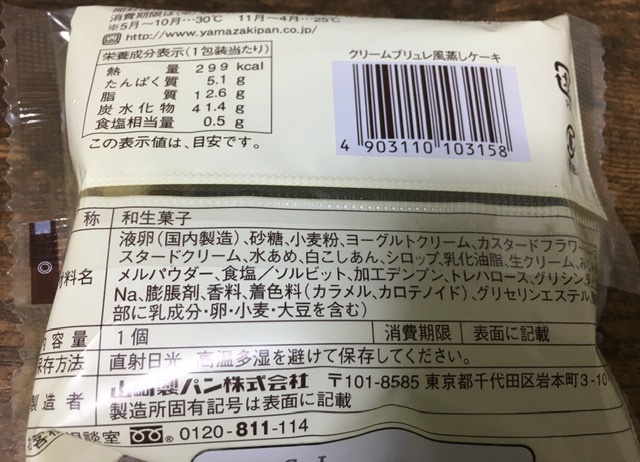 ※5月~10月…30℃ 11月~4月…25℃
http://www.yamazakipan.co.jp/
栄養成分表示(1包装当たり)
熱量 299 kcal
たんぱく質 5.1 g
脂質 12.6 g
炭水化物 41.4 g
食塩相当量 0.5 g
この表示値は、目安です。
クリームブリュレ風蒸しケーキ
4 903110 103158
称 和生菓子
液卵(国内製造)、砂糖、小麦粉、ヨーグルトクリーム、カスタードフラワー
スタードクリーム、水あめ、白こしあん、シロップ、乳化油脂、生クリーム、
材料名 メルパウダー、食塩/ソルビット、加工デンプン、トレハロース、グリシン、
Na、膨脹剤、香料、着色料(カラメル、カロテノイド)、グリセリンエステル
部に乳成分・卵・小麦・大豆を含む)
内容量 1個 消費期限 表面に記載
保存方法 直射日光、高温多湿を避けて保存してください。
製造者 山崎製パン株式会社 〒101-8585 東京都千代田区岩本町3-10
製造所固有記号は表面に記載
お客様相談室 0120-811-114